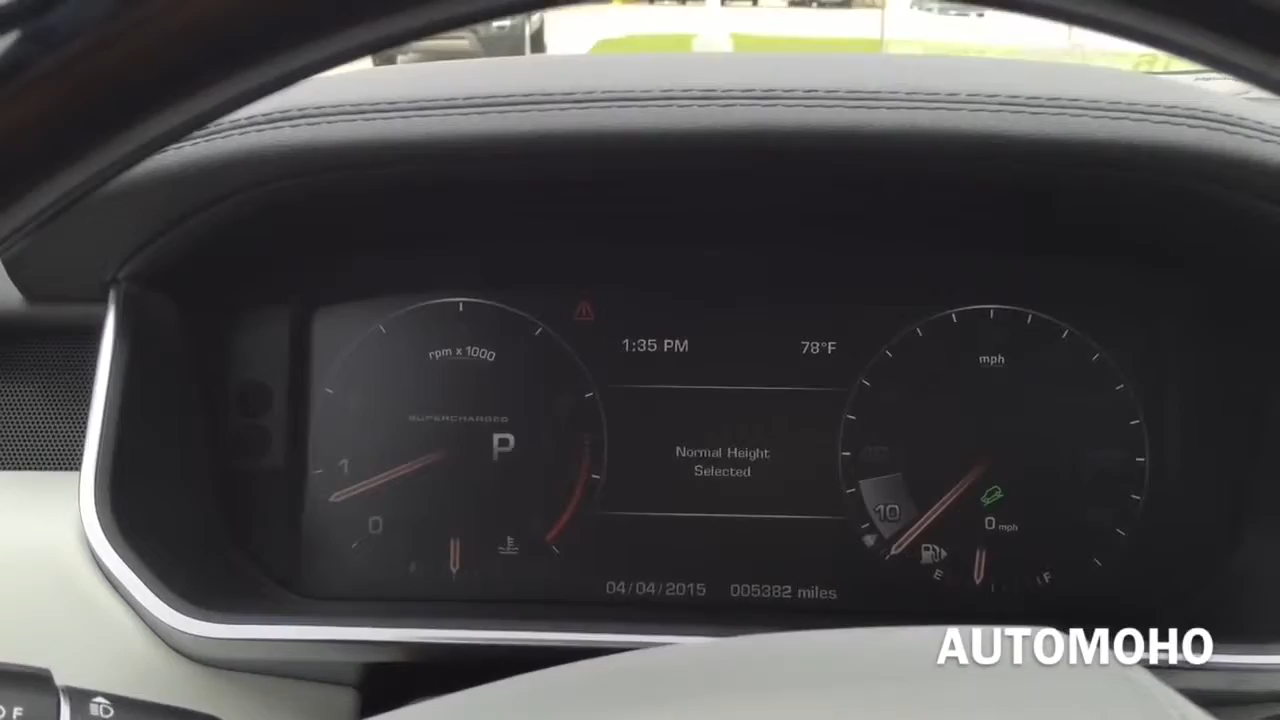 rpm x 1000
SUPERCHARGED
P
1
0
1:35 PM
78°F
Normal Height
Selected
04/04/2015
005382 miles
mph
10
0 mph
E
F
AUTOMOHO